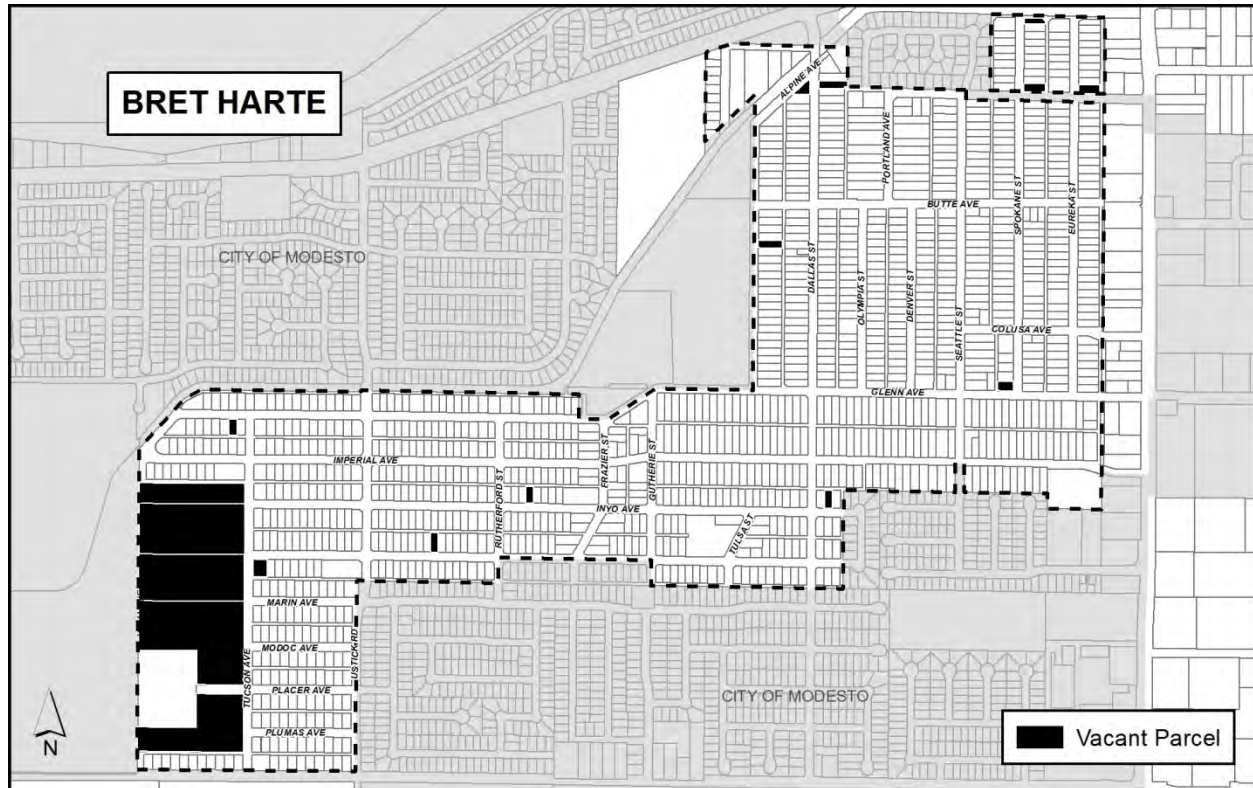 BRET HARTE
ALPINE AVE
PORTLAND AVE
BUTTE AVE
SPOKANE ST
EUREKA ST
CITY OF MODESTO
DALLAS ST
OLYMPIA ST
DENVER ST
SEATTLE ST
COLUSA AVE
GLENN AVE
IMPERIAL AVE
FRAZIER ST
GUTHERIE ST
RUTHERFORD ST
INYO AVE
TULSA ST
MARIN AVE
USTICK RD
MODOC AVE
TUCSON AVE
PLACER AVE
CITY OF MODESTO
PLUMAS AVE
N
Vacant Parcel